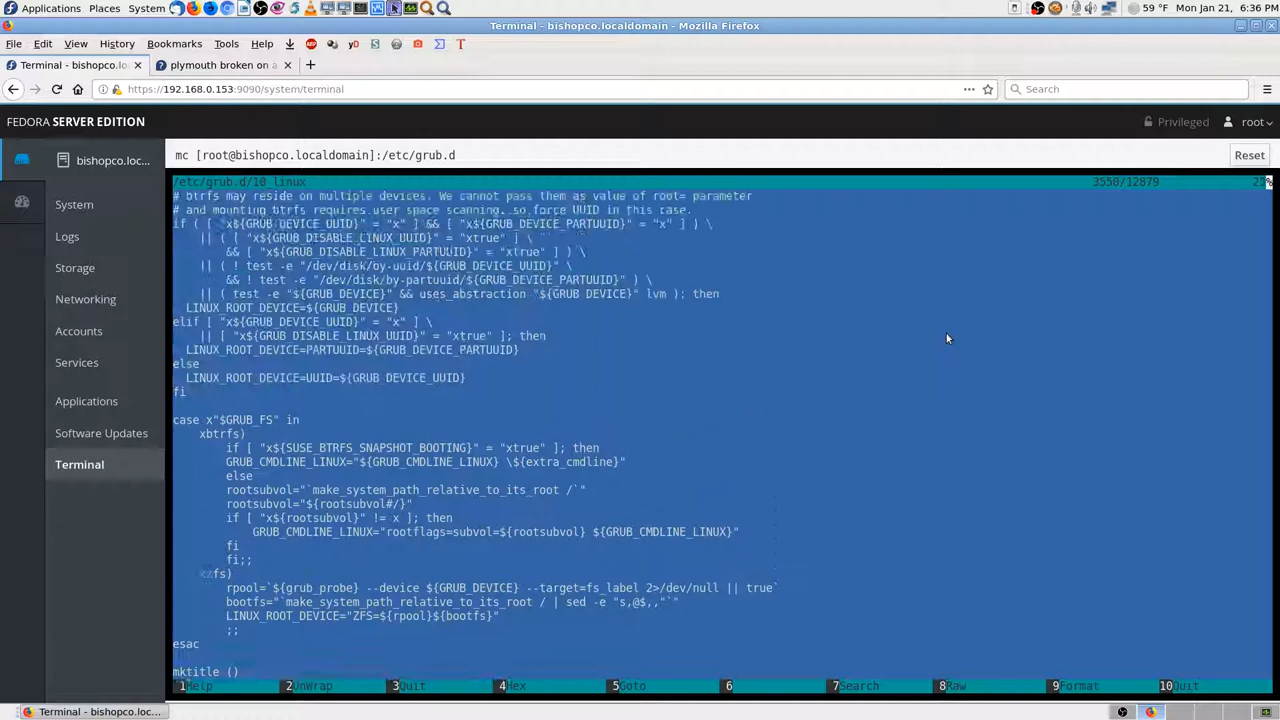 Applications Places System 59 °F Mon Jan 21, 6:36 PM
Terminal - bishopco.localdomain - Mozilla Firefox
File Edit View History Bookmarks Tools Help
Terminal - bishopco.local
plymouth broken on a
https://192.168.0.153:9090/system/terminal
Search
FEDORA SERVER EDITION
Privileged
root
bishopco.loc...
mc [root@bishopco.localdomain]:/etc/grub.d
Reset
System
Logs
Storage
Networking
Accounts
Services
Applications
Software Updates
Terminal
/etc/grub.d/10_linux 3550/12879 25%
# btrfs may reside on multiple devices. We cannot pass them as value of root= parameter
# and mounting btrfs requires user space scanning, so force UUID in this case.
if ( [ "x${GRUB_DEVICE_UUID}" = "x" ] && [ "x${GRUB_DEVICE_PARTUUID}" = "x" ] ) \
|| ( [ "x${GRUB_DISABLE_LINUX_UUID}" = "xtrue" ] \
&& [ "x${GRUB_DISABLE_LINUX_PARTUUID}" = "xtrue" ] ) \
|| ( ! test -e "/dev/disk/by-uuid/${GRUB_DEVICE_UUID}" \
&& ! test -e "/dev/disk/by-partuuid/${GRUB_DEVICE_PARTUUID}" ) \
|| ( test -e "${GRUB_DEVICE}" && uses_abstraction "${GRUB_DEVICE}" lvm ); then
LINUX_ROOT_DEVICE=${GRUB_DEVICE}
elif [ "x${GRUB_DEVICE_UUID}" = "x" ] \
|| [ "x${GRUB_DISABLE_LINUX_UUID}" = "xtrue" ]; then
LINUX_ROOT_DEVICE=PARTUUID=${GRUB_DEVICE_PARTUUID}
else
LINUX_ROOT_DEVICE=UUID=${GRUB_DEVICE_UUID}
fi
case x"$GRUB_FS" in
xbtrfs)
if [ "x${SUSE_BTRFS_SNAPSHOT_BOOTING}" = "xtrue" ]; then
GRUB_CMDLINE_LINUX="${GRUB_CMDLINE_LINUX} \${extra_cmdline}"
else
rootsubvol="`make_system_path_relative_to_its_root /`"
rootsubvol="${rootsubvol#/}"
if [ "x${rootsubvol}" != x ]; then
GRUB_CMDLINE_LINUX="rootflags=subvol=${rootsubvol} ${GRUB_CMDLINE_LINUX}"
fi
fi;;
xzfs)
rpool=`${grub_probe} --device ${GRUB_DEVICE} --target=fs_label 2>/dev/null || true`
bootfs="`make_system_path_relative_to_its_root / | sed -e "s,@$,,"`"
LINUX_ROOT_DEVICE="ZFS=${rpool}${bootfs}"
;;
esac
mktitle ()
1Help 2UnWrap 3Quit 4Hex 5Goto 6 7Search 8Raw 9Format 10Quit
Terminal - bishopco.loc...